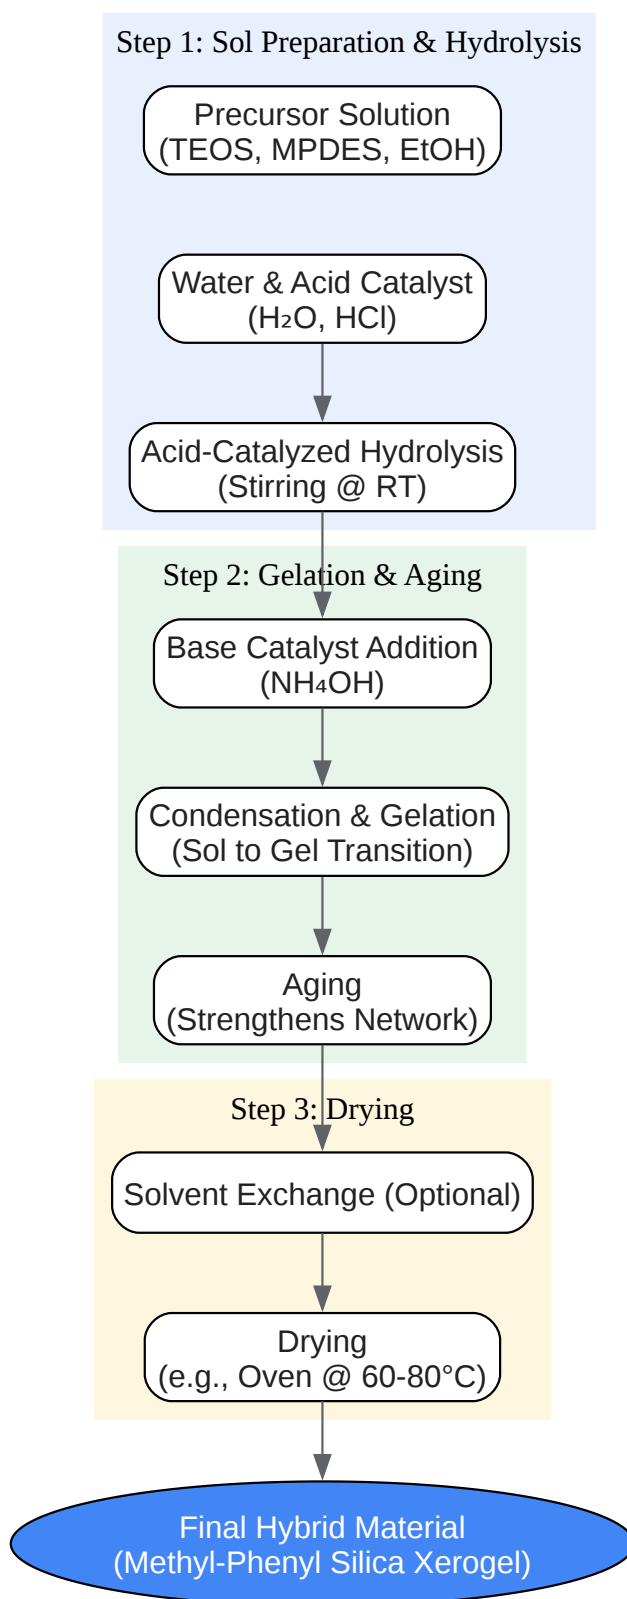 Step 1: Sol Preparation & Hydrolysis
Precursor Solution
(TEOS, MPDES, EtOH)
Water & Acid Catalyst
(H₂O, HCl)
Acid-Catalyzed Hydrolysis
(Stirring @ RT)
Step 2: Gelation & Aging
Base Catalyst Addition
(NH₄OH)
Condensation & Gelation
(Sol to Gel Transition)
Aging
(Strengthens Network)
Step 3: Drying
Solvent Exchange (Optional)
Drying
(e.g., Oven @ 60-80°C)
Final Hybrid Material
(Methyl-Phenyl Silica Xerogel)